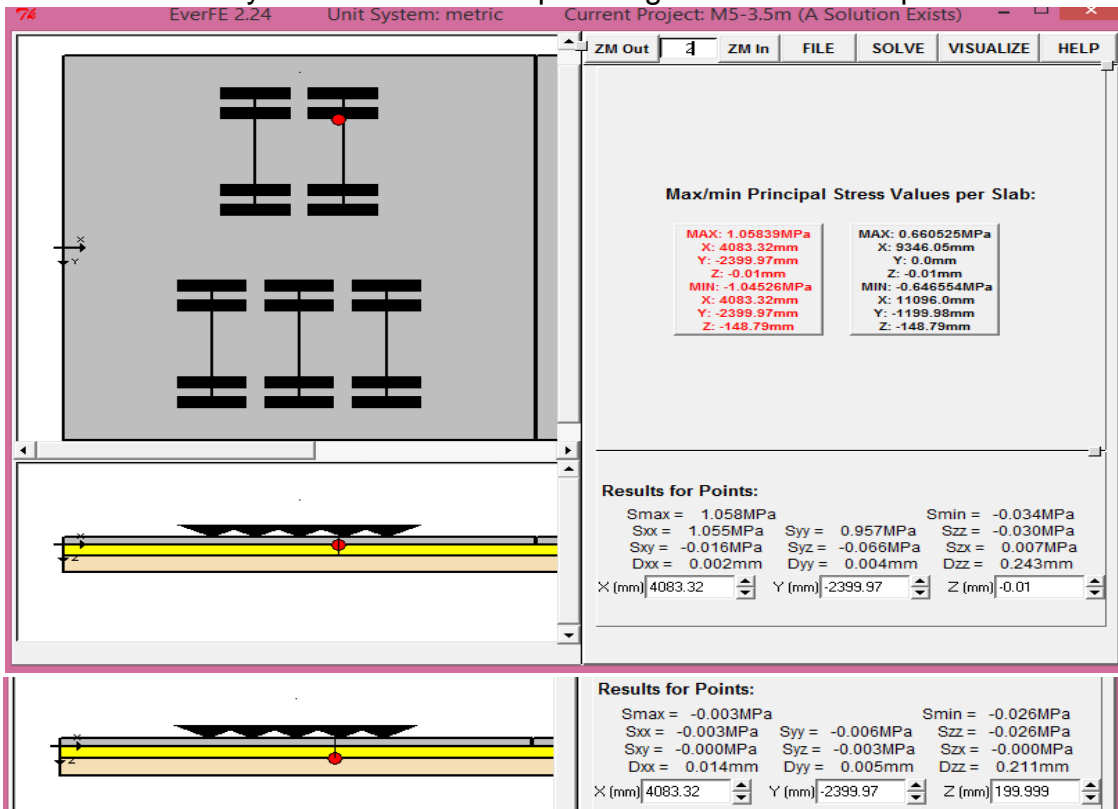 EverFE 2.24 Unit System: metric Current Project: M5-3.5m (A Solution Exists)
ZM Out 2 ZM In FILE SOLVE VISUALIZE HELP
X
Y
Max/min Principal Stress Values per Slab:
MAX: 1.05839MPa
X: 4083.32mm
Y: -2399.97mm
Z: -0.01mm
MIN: -1.04526MPa
X: 4083.32mm
Y: -2399.97mm
Z: -148.79mm
MAX: 0.660525MPa
X: 9346.05mm
Y: 0.0mm
Z: -0.01mm
MIN: -0.646554MPa
X: 11096.0mm
Y: -1199.98mm
Z: -148.79mm
X
Z
Results for Points:
Smax = 1.058MPa Smin = -0.034MPa
Sxx = 1.055MPa Syy = 0.957MPa Szz = -0.030MPa
Sxy = -0.016MPa Syz = -0.066MPa Szx = 0.007MPa
Dxx = 0.002mm Dyy = 0.004mm Dzz = 0.243mm
X (mm) 4083.32 Y (mm) -2399.97 Z (mm) -0.01
X
Z
Results for Points:
Smax = -0.003MPa Smin = -0.026MPa
Sxx = -0.003MPa Syy = -0.006MPa Szz = -0.026MPa
Sxy = -0.000MPa Syz = -0.003MPa Szx = -0.000MPa
Dxx = 0.014mm Dyy = 0.005mm Dzz = 0.211mm
X (mm) 4083.32 Y (mm) -2399.97 Z (mm) 199.999